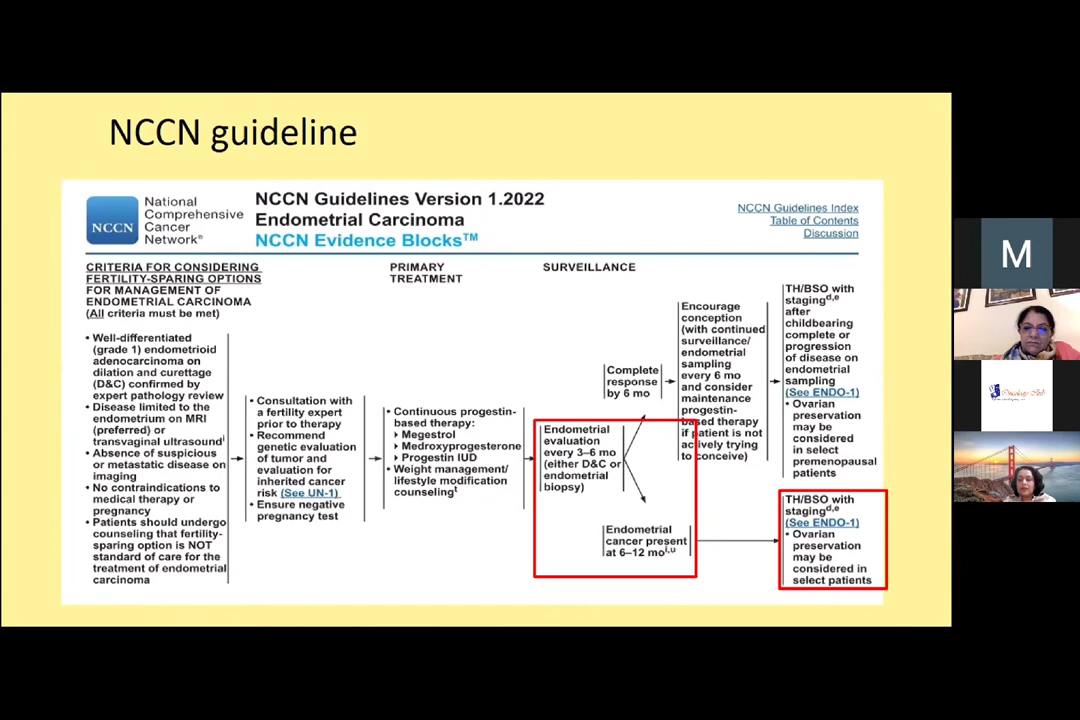 NCCN guideline
NCCN
National
Comprehensive
Cancer
Network®
NCCN Guidelines Version 1.2022
Endometrial Carcinoma
NCCN Evidence Blocks™
NCCN Guidelines Index
Table of Contents
Discussion
CRITERIA FOR CONSIDERING
FERTILITY-SPARING OPTIONS
FOR MANAGEMENT OF
ENDOMETRIAL CARCINOMA
(All criteria must be met)
• Well-differentiated
(grade 1) endometrioid
adenocarcinoma on
dilation and curettage
(D&C) confirmed by
expert pathology review
• Disease limited to the
endometrium on MRI
(preferred) or
transvaginal ultrasoundⁱ
• Absence of suspicious
or metastatic disease on
imaging
• No contraindications to
medical therapy or
pregnancy
• Patients should undergo
counseling that fertility-
sparing option is NOT
standard of care for the
treatment of endometrial
carcinoma
• Consultation with
a fertility expert
prior to therapy
• Recommend
genetic evaluation
of tumor and
evaluation for
inherited cancer
risk (See UN-1)
• Ensure negative
pregnancy test
PRIMARY
TREATMENT
• Continuous progestin-
based therapy:
Megestrol
Medroxyprogesterone
Progestin IUD
• Weight management/
lifestyle modification
counselingᵗ
SURVEILLANCE
Endometrial
evaluation
every 3–6 mo
(either D&C or
endometrial
biopsy)
Complete
response
by 6 mo
Encourage
conception
(with continued
surveillance/
endometrial
sampling
every 6 mo
and consider
maintenance
progestin-
based therapy
if patient is not
actively trying
to conceive)
TH/BSO with
stagingᵈ,ᵉ
after
childbearing
complete or
progression
of disease on
endometrial
sampling
(See ENDO-1)
• Ovarian
preservation
may be
considered
in select
premenopausal
patients
Endometrial
cancer present
at 6–12 moⁱ,ᵘ
TH/BSO with
stagingᵈ,ᵉ
(See ENDO-1)
• Ovarian
preservation
may be
considered in
select patients
M